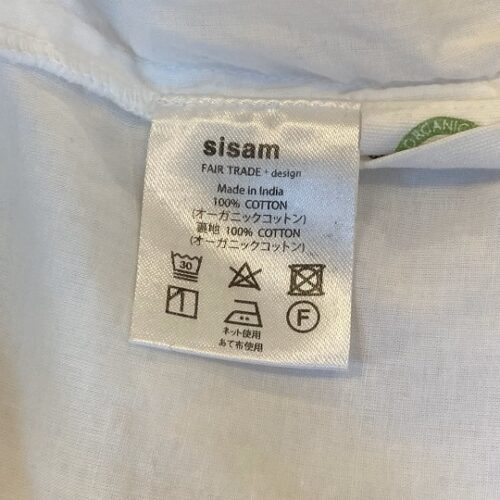 sisam
FAIR TRADE + design
Made in India
100% COTTON
(オーガニックコットン)
裏地 100% COTTON
(オーガニックコットン)
30
F
ネット使用
あて布使用
ORGANIC